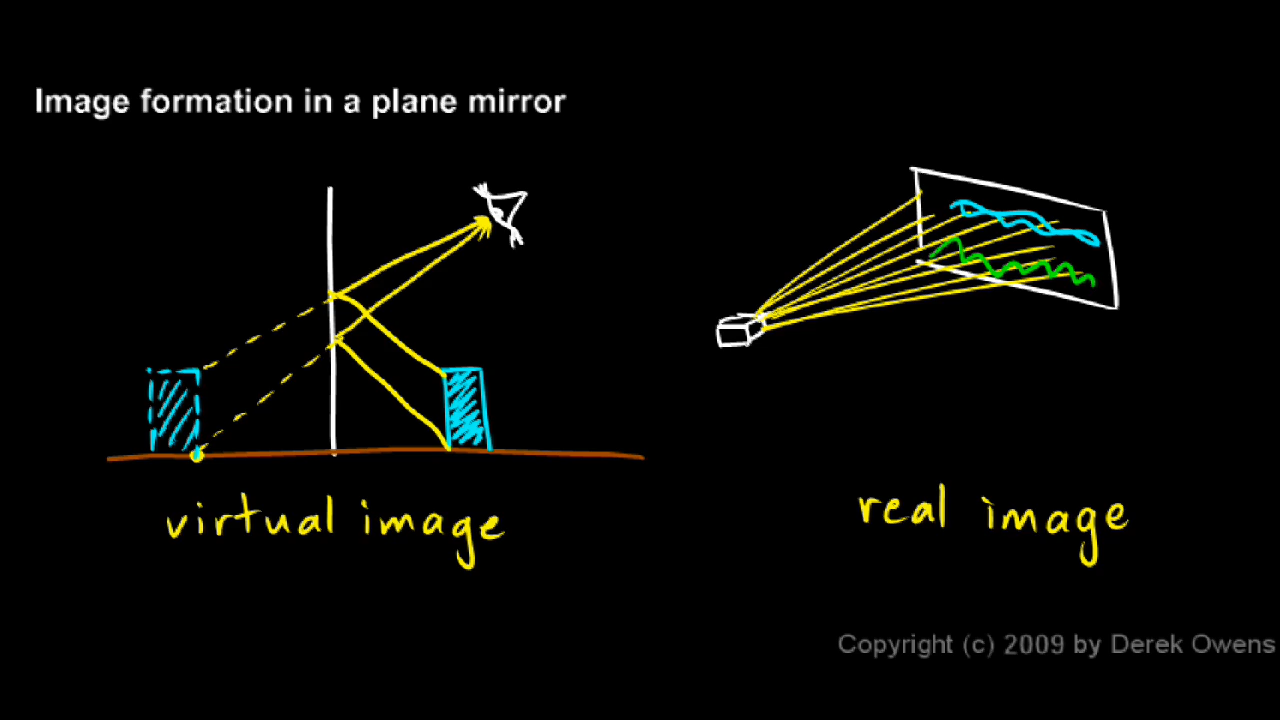 Image formation in a plane mirror
virtual image
real image
Copyright (c) 2009 by Derek Owens